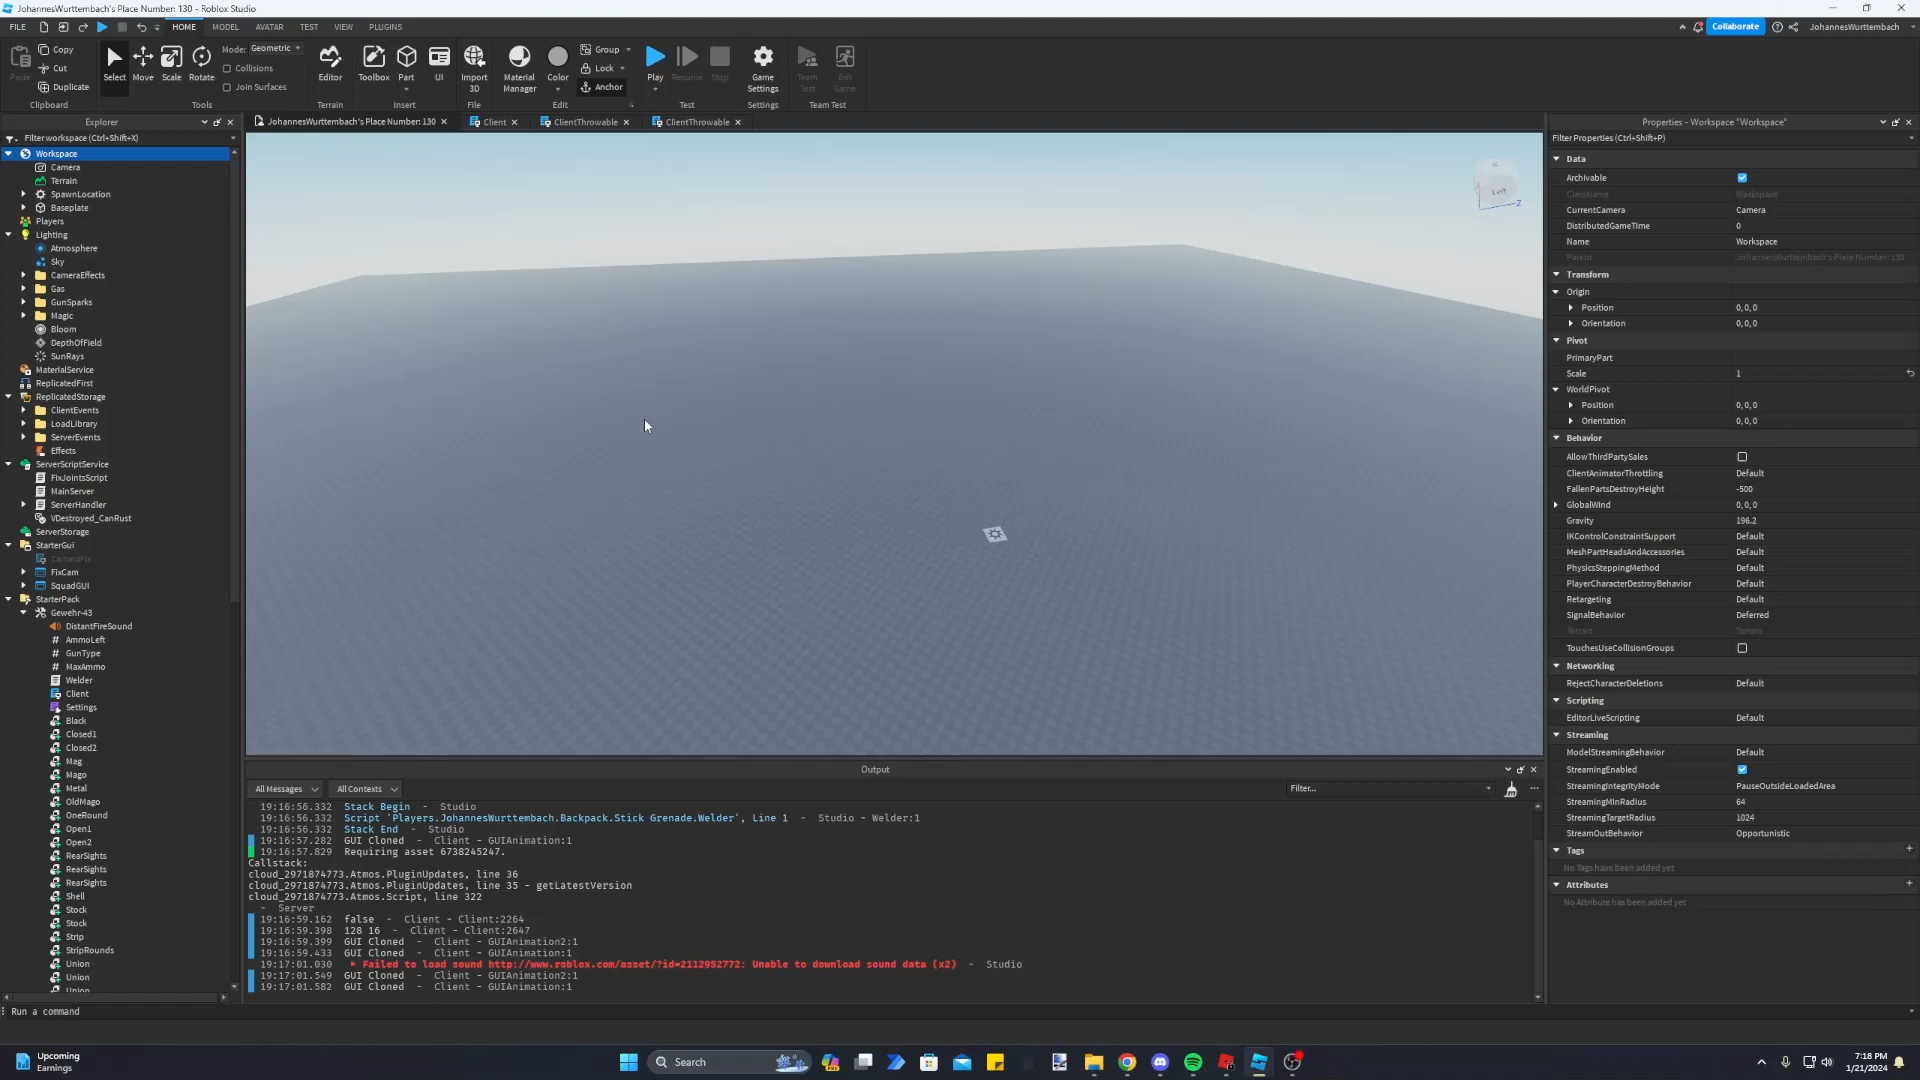 JohannesWurttembach's Place Number: 130 - Roblox Studio
FILE
HOME
MODEL
AVATAR
TEST
VIEW
PLUGINS
Collaborate
JohannesWurttembach
Paste
Copy
Cut
Duplicate
Clipboard
Select
Move
Scale
Rotate
Mode: Geometric
Collisions
Join Surfaces
Tools
Editor
Terrain
Toolbox
Part
UI
Insert
Import 3D
File
Material Manager
Color
Group
Lock
Anchor
Edit
Play
Resume
Stop
Test
Game Settings
Settings
Team Test
Exit Game
Team Test
Explorer
Filter workspace (Ctrl+Shift+X)
Workspace
Camera
Terrain
SpawnLocation
Baseplate
Players
Lighting
Atmosphere
Sky
CameraEffects
Gas
GunSparks
Magic
Bloom
DepthOfField
SunRays
MaterialService
ReplicatedFirst
ReplicatedStorage
ClientEvents
LoadLibrary
ServerEvents
Effects
ServerScriptService
FixJointsScript
MainServer
ServerHandler
VDestroyed_CanRust
ServerStorage
StarterGui
CameraFix
FixCam
SquadGUI
StarterPack
Gewehr-43
DistantFireSound
AmmoLeft
GunType
MaxAmmo
Welder
Client
Settings
Black
Closed1
Closed2
Mag
Mago
Metal
OldMago
OneRound
Open1
Open2
RearSights
RearSights
RearSights
Shell
Stock
Stock
Strip
StripRounds
Union
Union
Union
JohannesWurttembach's Place Number: 130
Client
ClientThrowable
ClientThrowable
Left
Z
Output
All Messages
All Contexts
Filter...
19:16:56.332 Stack Begin - Studio
19:16:56.332 Script 'Players.JohannesWurttembach.Backpack.Stick Grenade.Welder', Line 1 - Studio - Welder:1
19:16:56.332 Stack End - Studio
19:16:57.282 GUI Cloned - Client - GUIAnimation:1
19:16:57.829 Requiring asset 6738245247.
Callstack:
cloud_2971874773.Atmos.PluginUpdates, line 36
cloud_2971874773.Atmos.PluginUpdates, line 35 - getLatestVersion
cloud_2971874773.Atmos.Script, line 322
- Server
19:16:59.162 false - Client - Client:2264
19:16:59.398 128 16 - Client - Client:2647
19:16:59.399 GUI Cloned - Client - GUIAnimation2:1
19:16:59.433 GUI Cloned - Client - GUIAnimation:1
19:17:01.030 Failed to load sound http://www.roblox.com/asset/?id=2112952772: Unable to download sound data (x2) - Studio
19:17:01.549 GUI Cloned - Client - GUIAnimation2:1
19:17:01.582 GUI Cloned - Client - GUIAnimation:1
Properties - Workspace "Workspace"
Filter Properties (Ctrl+Shift+P)
Data
Archivable
ClassName Workspace
CurrentCamera Camera
DistributedGameTime 0
Name Workspace
Parent JohannesWurttembach's Place Number: 130
Transform
Origin
Position 0, 0, 0
Orientation 0, 0, 0
Pivot
PrimaryPart
Scale 1
WorldPivot
Position 0, 0, 0
Orientation 0, 0, 0
Behavior
AllowThirdPartySales
ClientAnimatorThrottling Default
FallenPartsDestroyHeight -500
GlobalWind 0, 0, 0
Gravity 196.2
IKControlConstraintSupport Default
MeshPartHeadsAndAccessories Default
PhysicsSteppingMethod Default
PlayerCharacterDestroyBehavior Default
Retargeting Default
SignalBehavior Deferred
Terrain Terrain
TouchesUseCollisionGroups
Networking
RejectCharacterDeletions Default
Scripting
EditorLiveScripting Default
Streaming
ModelStreamingBehavior Default
StreamingEnabled
StreamingIntegrityMode PauseOutsideLoadedArea
StreamingMinRadius 64
StreamingTargetRadius 1024
StreamOutBehavior Opportunistic
Tags
No Tags have been added yet
Attributes
No Attribute has been added yet
Run a command
Upcoming
Earnings
Search
7:18 PM
1/21/2024